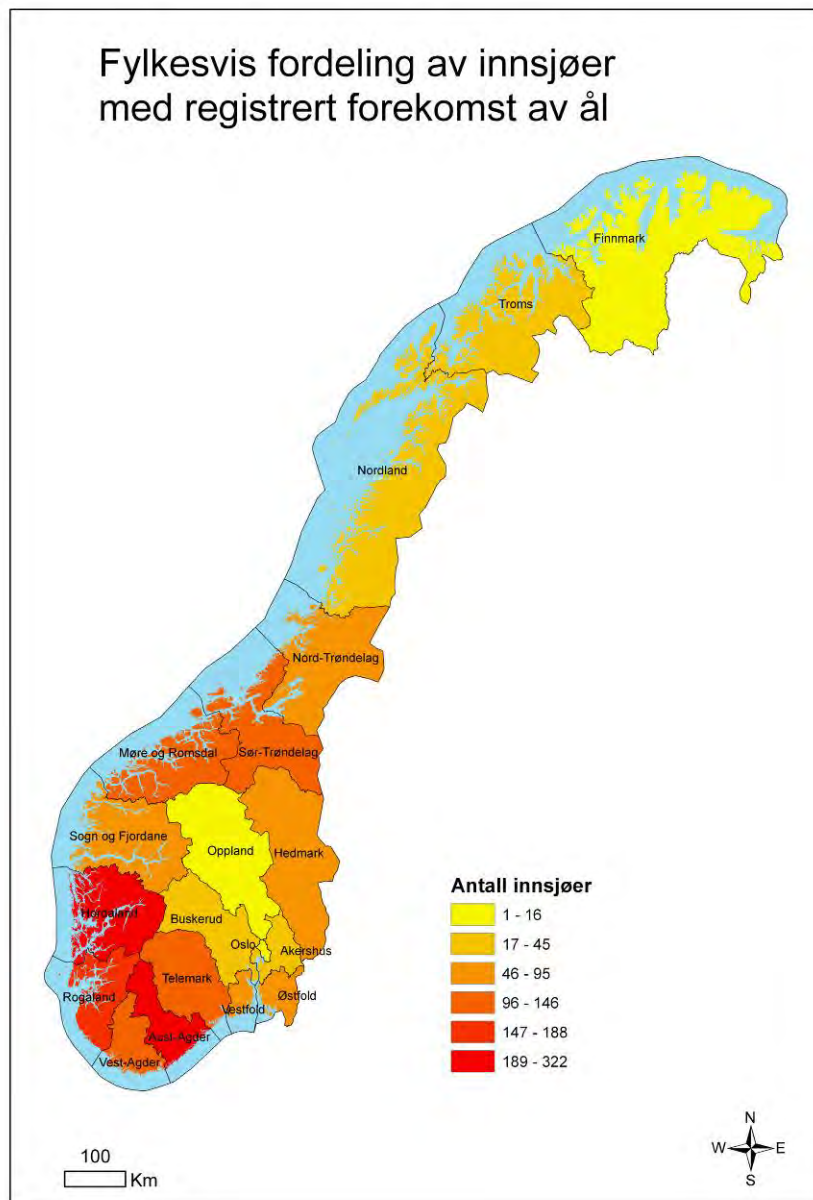 Fylkesvis fordeling av innsjøer
med registrert forekomst av ål
Finnmark
Troms
Nordland
Nord-Trøndelag
Møre og Romsdal
Sør-Trøndelag
Sogn og Fjordane
Oppland
Hedmark
Hordaland
Buskerud
Oslo
Akershus
Telemark
Rogaland
Vestfold
Østfold
Aust-Agder
Vest-Agder
Antall innsjøer
1 - 16
17 - 45
46 - 95
96 - 146
147 - 188
189 - 322
100
Km
N
W
E
S